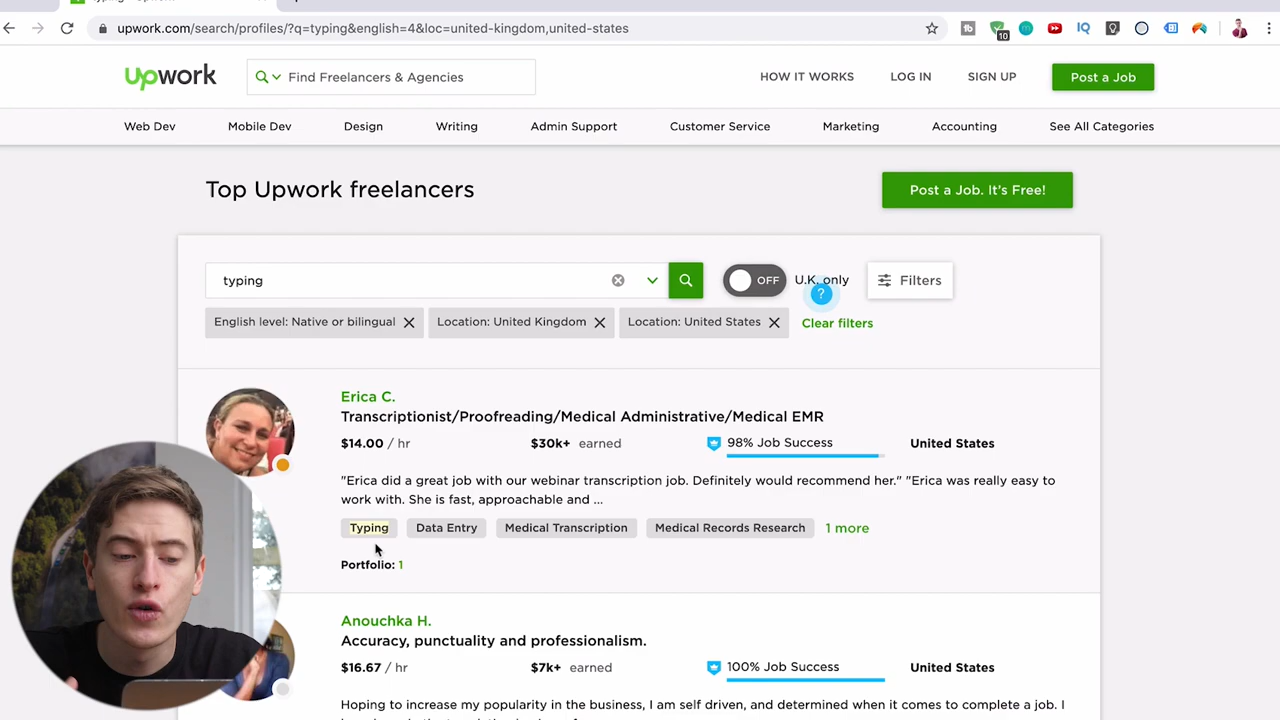 upwork.com/search/profiles/?q=typing&english=4&loc=united-kingdom,united-states
10
IQ
upwork
Find Freelancers & Agencies
HOW IT WORKS
LOG IN
SIGN UP
Post a Job
Web Dev
Mobile Dev
Design
Writing
Admin Support
Customer Service
Marketing
Accounting
See All Categories
Top Upwork freelancers
Post a Job. It's Free!
typing
OFF
U.K. only
?
Filters
English level: Native or bilingual
Location: United Kingdom
Location: United States
Clear filters
Erica C.
Transcriptionist/Proofreading/Medical Administrative/Medical EMR
$14.00 / hr
$30k+ earned
98% Job Success
United States
"Erica did a great job with our webinar transcription job. Definitely would recommend her." "Erica was really easy to
work with. She is fast, approachable and ...
Typing
Data Entry
Medical Transcription
Medical Records Research
1 more
Portfolio: 1
Anouchka H.
Accuracy, punctuality and professionalism.
$16.67 / hr
$7k+ earned
100% Job Success
United States
Hoping to increase my popularity in the business, I am self driven, and determined when it comes to complete a job. I